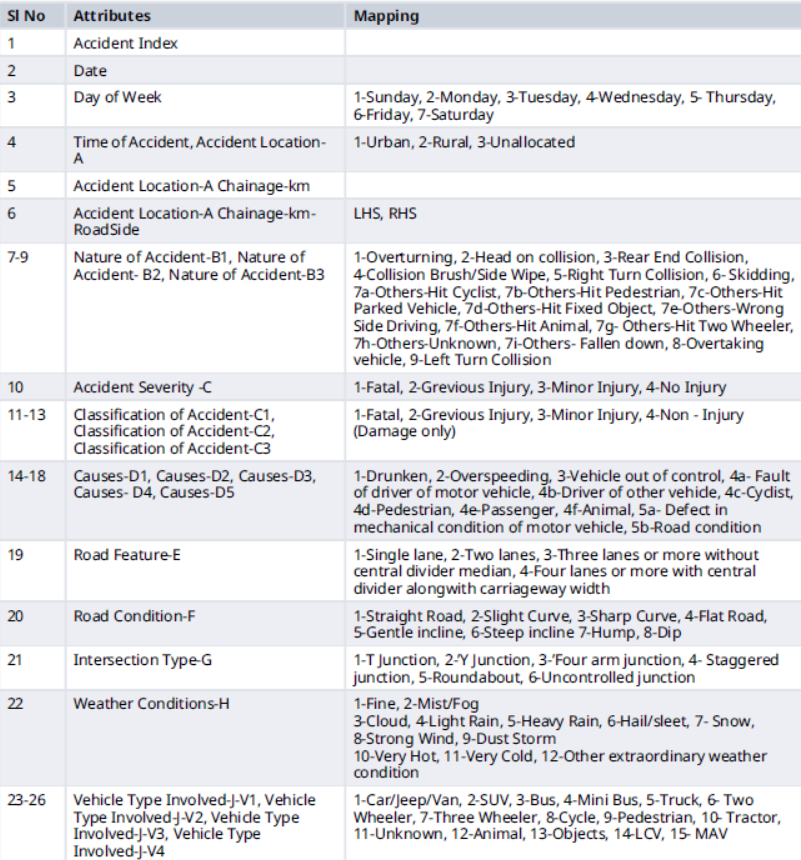 Sl No Attributes Mapping
1 Accident Index
2 Date
3 Day of Week 1-Sunday, 2-Monday, 3-Tuesday, 4-Wednesday, 5- Thursday,
6-Friday, 7-Saturday
4 Time of Accident, Accident Location- 1-Urban, 2-Rural, 3-Unallocated
A
5 Accident Location-A Chainage-km
6 Accident Location-A Chainage-km- LHS, RHS
RoadSide
7-9 Nature of Accident-B1, Nature of 1-Overturning, 2-Head on collision, 3-Rear End Collision,
Accident- B2, Nature of Accident-B3 4-Collision Brush/Side Wipe, 5-Right Turn Collision, 6- Skidding,
7a-Others-Hit Cyclist, 7b-Others-Hit Pedestrian, 7c-Others-Hit
Parked Vehicle, 7d-Others-Hit Fixed Object, 7e-Others-Wrong
Side Driving, 7f-Others-Hit Animal, 7g- Others-Hit Two Wheeler,
7h-Others-Unknown, 7i-Others- Fallen down, 8-Overtaking
vehicle, 9-Left Turn Collision
10 Accident Severity -C 1-Fatal, 2-Grevious Injury, 3-Minor Injury, 4-No Injury
11-13 Classification of Accident-C1, 1-Fatal, 2-Grevious Injury, 3-Minor Injury, 4-Non - Injury
Classification of Accident-C2, (Damage only)
Classification of Accident-C3
14-18 Causes-D1, Causes-D2, Causes-D3, 1-Drunken, 2-Overspeeding, 3-Vehicle out of control, 4a- Fault
Causes- D4, Causes-D5 of driver of motor vehicle, 4b-Driver of other vehicle, 4c-Cyclist,
4d-Pedestrian, 4e-Passenger, 4f-Animal, 5a- Defect in
mechanical condition of motor vehicle, 5b-Road condition
19 Road Feature-E 1-Single lane, 2-Two lanes, 3-Three lanes or more without
central divider median, 4-Four lanes or more with central
divider alongwith carriageway width
20 Road Condition-F 1-Straight Road, 2-Slight Curve, 3-Sharp Curve, 4-Flat Road,
5-Gentle incline, 6-Steep incline 7-Hump, 8-Dip
21 Intersection Type-G 1-T Junction, 2-'Y Junction, 3-'Four arm junction, 4- Staggered
junction, 5-Roundabout, 6-Uncontrolled junction
22 Weather Conditions-H 1-Fine, 2-Mist/Fog
3-Cloud, 4-Light Rain, 5-Heavy Rain, 6-Hail/sleet, 7- Snow,
8-Strong Wind, 9-Dust Storm
10-Very Hot, 11-Very Cold, 12-Other extraordinary weather
condition
23-26 Vehicle Type Involved-J-V1, Vehicle 1-Car/Jeep/Van, 2-SUV, 3-Bus, 4-Mini Bus, 5-Truck, 6- Two
Type Involved-J-V2, Vehicle Type Wheeler, 7-Three Wheeler, 8-Cycle, 9-Pedestrian, 10- Tractor,
Involved-J-V3, Vehicle Type 11-Unknown, 12-Animal, 13-Objects, 14-LCV, 15- MAV
Involved-J-V4